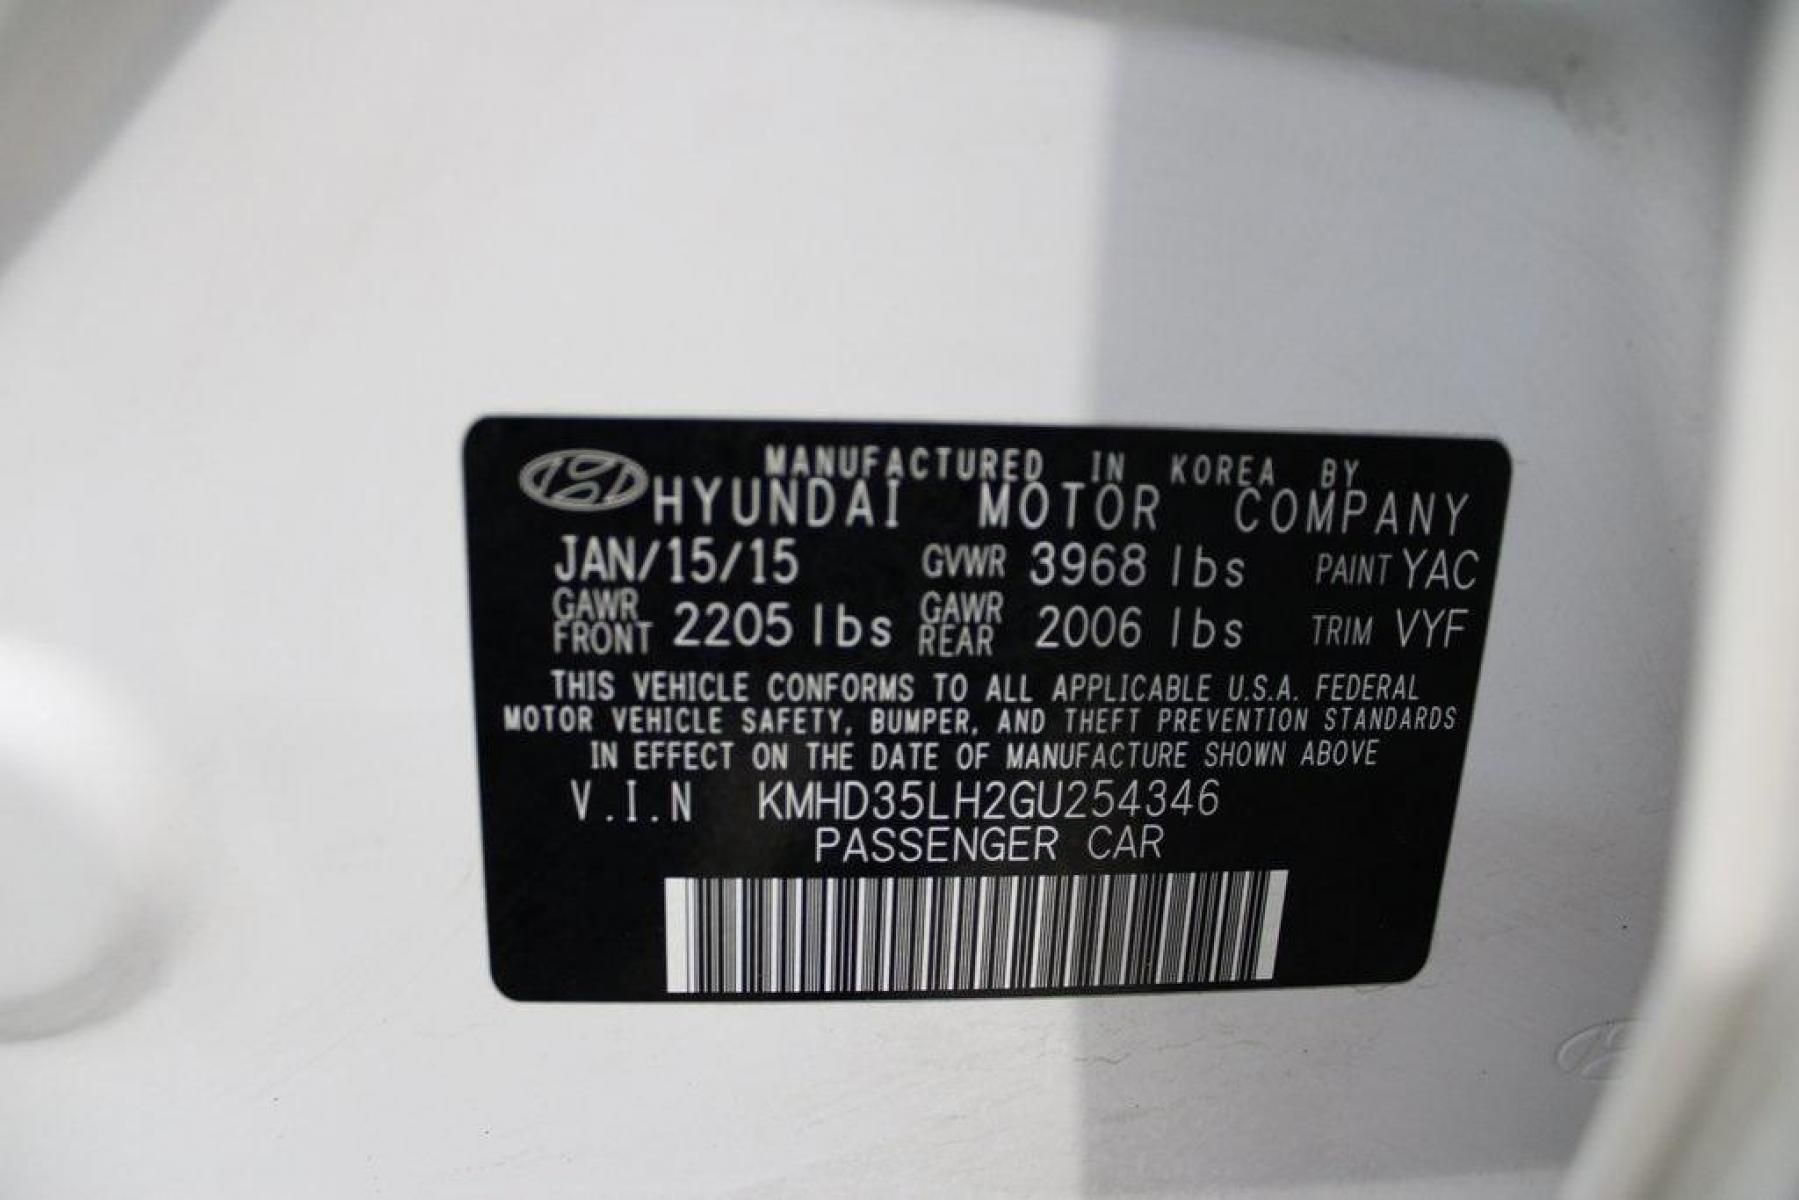 MANUFACTURED IN KOREA BY
HYUNDAI MOTOR COMPANY
JAN/15/15 GVWR 3968 lbs PAINT YAC
GAWR FRONT 2205 lbs GAWR REAR 2006 lbs TRIM VYF
THIS VEHICLE CONFORMS TO ALL APPLICABLE U.S.A. FEDERAL
MOTOR VEHICLE SAFETY, BUMPER, AND THEFT PREVENTION STANDARDS
IN EFFECT ON THE DATE OF MANUFACTURE SHOWN ABOVE
V.I.N KMHD35LH2GU254346
PASSENGER CAR